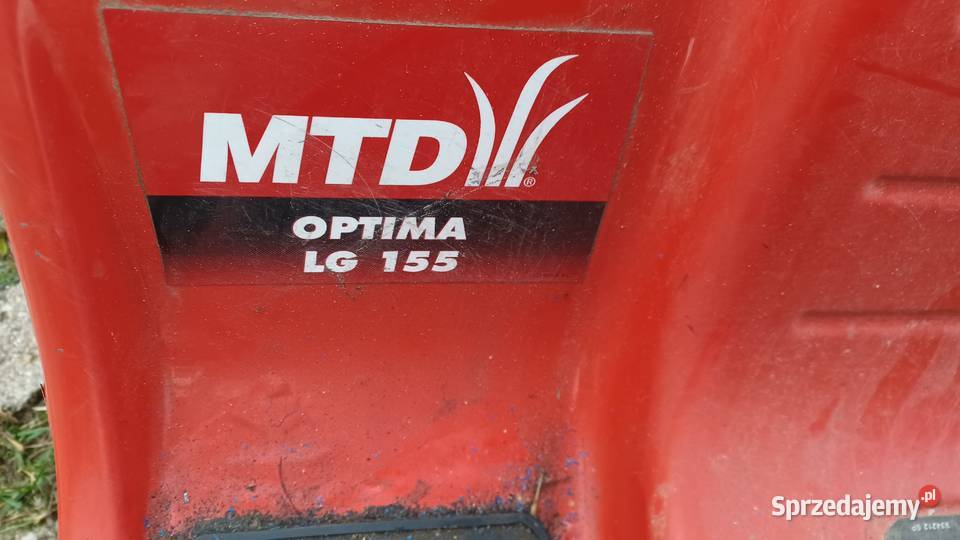 MTD
®
OPTIMA
LG 155
Sprzedajemy.pl